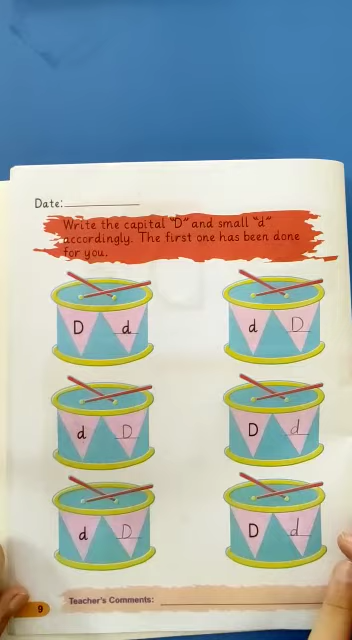 Date:
Write the capital "D" and small "d"
accordingly. The first one has been done
for you.
D d
d D
d D
D d
d D
D d
9
Teacher's Comments: